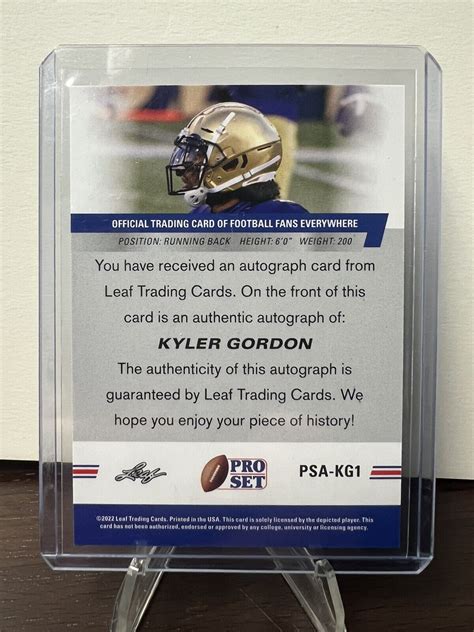 OFFICIAL TRADING CARD OF FOOTBALL FANS EVERYWHERE
POSITION: RUNNING BACK HEIGHT: 6'0" WEIGHT: 200
You have received an autograph card from
Leaf Trading Cards. On the front of this
card is an authentic autograph of:
KYLER GORDON
The authenticity of this autograph is
guaranteed by Leaf Trading Cards. We
hope you enjoy your piece of history!
Leaf
PRO
SET
PSA-KG1
©2022 Leaf Trading Cards. Printed in the USA. This card is solely licensed by the depicted player. This
card has not been authorized, endorsed or approved by any college, university or licensing agency.